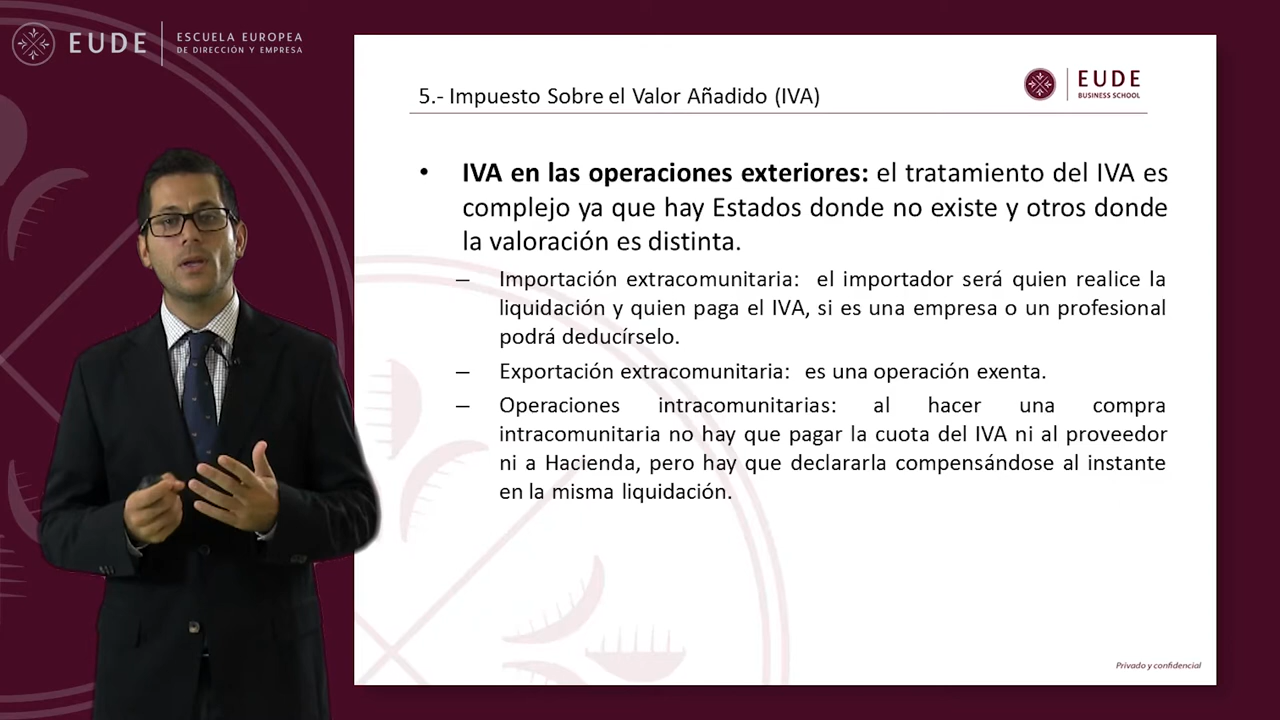 EUDE
ESCUELA EUROPEA
DE DIRECCIÓN Y EMPRESA
5.- Impuesto Sobre el Valor Añadido (IVA)
EUDE
BUSINESS SCHOOL
• IVA en las operaciones exteriores: el tratamiento del IVA es
complejo ya que hay Estados donde no existe y otros donde
la valoración es distinta.
– Importación extracomunitaria: el importador será quien realice la
liquidación y quien paga el IVA, si es una empresa o un profesional
podrá deducírselo.
– Exportación extracomunitaria: es una operación exenta.
– Operaciones intracomunitarias: al hacer una compra
intracomunitaria no hay que pagar la cuota del IVA ni al proveedor
ni a Hacienda, pero hay que declararla compensándose al instante
en la misma liquidación.
Privado y confidencial